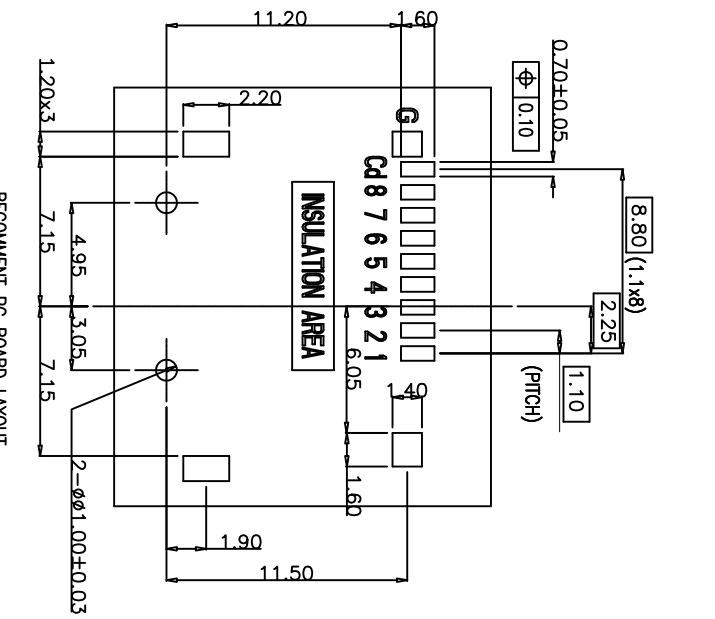 11.20
1.60
0.70±0.05
⌖ 0.10
1.20x3
2.20
G
8.80 (1.1x8)
Cd 8 7 6 5 4 3 2 1
INSULATION AREA
7.15
4.95
3.05
7.15
2.25
1.10
(PITCH)
6.05
1.40
1.60
2-⌀⌀1.00±0.03
1.90
11.50
RECOMMENT PC BOARD LAYOUT